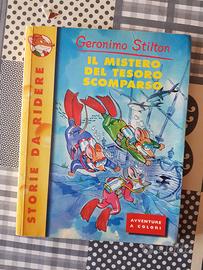 Geronimo Stilton
IL MISTERO
DEL TESORO
SCOMPARSO
STORIE DA RIDERE
AVVENTURE
A COLORI